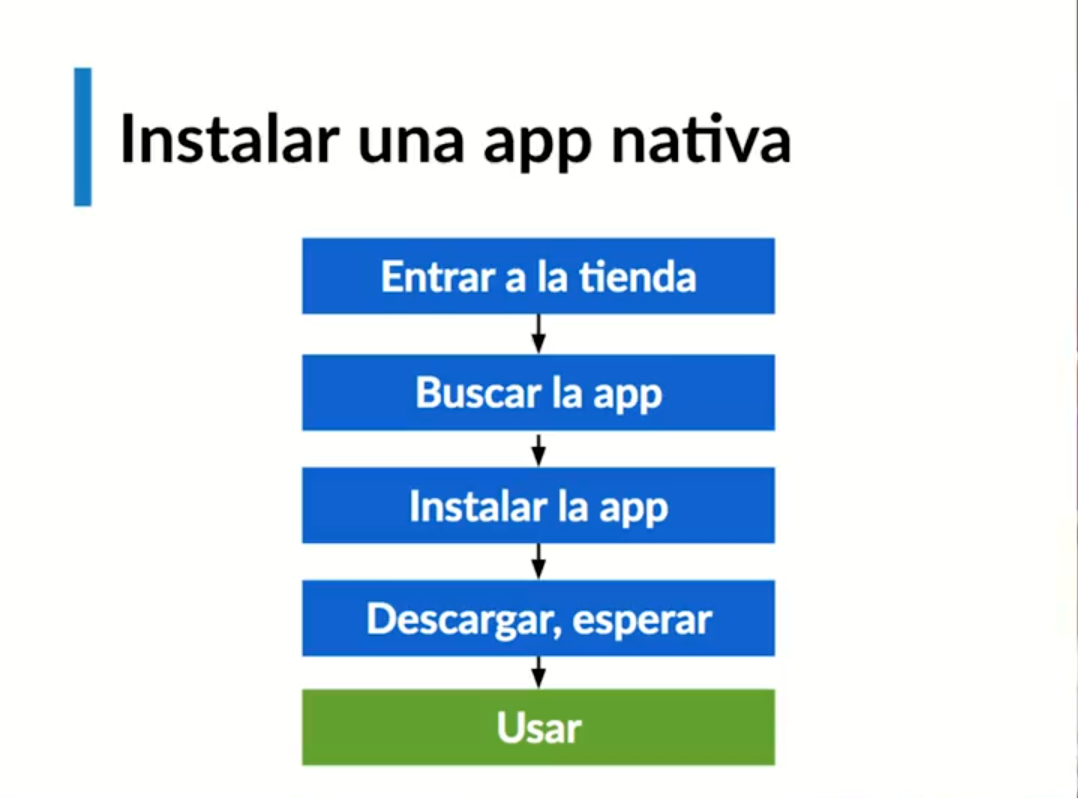 Instalar una app nativa
Entrar a la tienda
Buscar la app
Instalar la app
Descargar, esperar
Usar